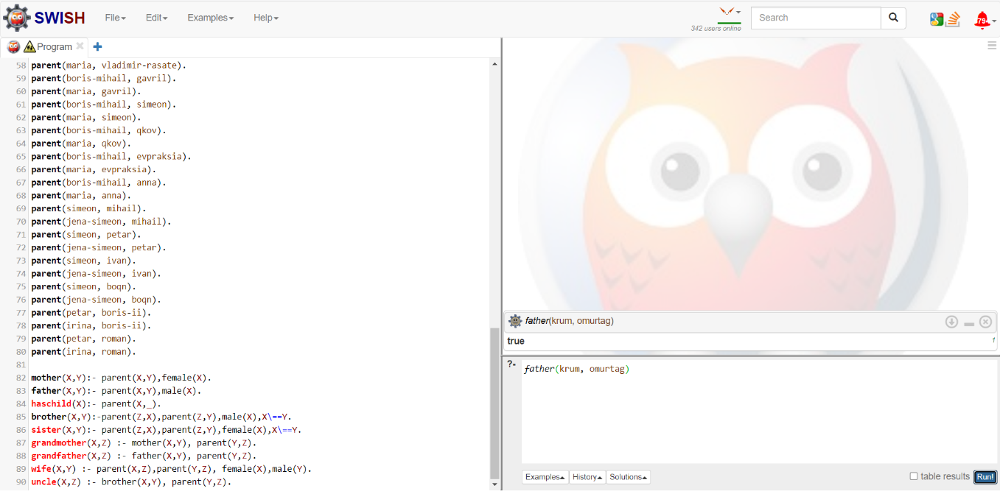 SWISH File Edit Examples Help 342 users online Search 794
Program
58 parent(maria, vladimir-rasate).
59 parent(boris-mihail, gavril).
60 parent(maria, gavril).
61 parent(boris-mihail, simeon).
62 parent(maria, simeon).
63 parent(boris-mihail, qkov).
64 parent(maria, qkov).
65 parent(boris-mihail, evpraksia).
66 parent(maria, evpraksia).
67 parent(boris-mihail, anna).
68 parent(maria, anna).
69 parent(simeon, mihail).
70 parent(jena-simeon, mihail).
71 parent(simeon, petar).
72 parent(jena-simeon, petar).
73 parent(simeon, ivan).
74 parent(jena-simeon, ivan).
75 parent(simeon, boqn).
76 parent(jena-simeon, boqn).
77 parent(petar, boris-ii).
78 parent(irina, boris-ii).
79 parent(petar, roman).
80 parent(irina, roman).
81
82 mother(X,Y):- parent(X,Y),female(X).
83 father(X,Y):- parent(X,Y),male(X).
84 haschild(X):- parent(X,_).
85 brother(X,Y):-parent(Z,X),parent(Z,Y),male(X),X\==Y.
86 sister(X,Y):- parent(Z,X),parent(Z,Y),female(X),X\==Y.
87 grandmother(X,Z) :- mother(X,Y), parent(Y,Z).
88 grandfather(X,Z) :- father(X,Y), parent(Y,Z).
89 wife(X,Y) :- parent(X,Z),parent(Y,Z), female(X),male(Y).
90 uncle(X,Z) :- brother(X,Y), parent(Y,Z).
father(krum, omurtag)
true 1
?- father(krum, omurtag)
Examples History Solutions table results Run!